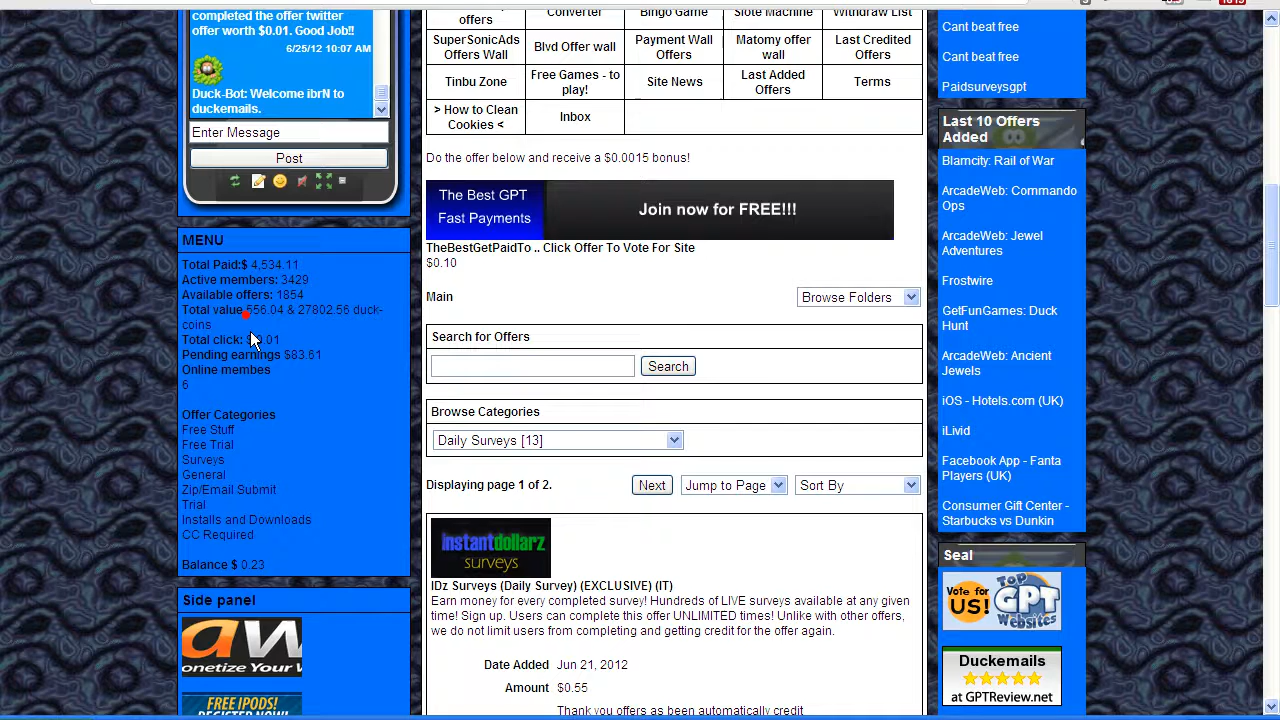 completed the offer twitter
offer worth $0.01. Good Job!!
6/25/12 10:07 AM
Duck-Bot: Welcome ibrN to
duckemails.
Enter Message
Post
MENU
Total Paid:$ 4,534.11
Active members: 3429
Available offers: 1854
Total value 556.04 & 27802.56 duck-
coins
Total click: $0.01
Pending earnings $83.61
Online membes
6
Offer Categories
Free Stuff
Free Trial
Surveys
General
Zip/Email Submit
Trial
Installs and Downloads
CC Required
Balance $ 0.23
Side panel
onetize Your
FREE IPODS!
offers
Converter
Bingo Game
Slote Machine
Withdraw List
SuperSonicAds
Offers Wall
Blvd Offer wall
Payment Wall
Offers
Matomy offer
wall
Last Credited
Offers
Tinbu Zone
Free Games - to
play!
Site News
Last Added
Offers
Terms
> How to Clean
Cookies <
Inbox
Do the offer below and receive a $0.0015 bonus!
The Best GPT
Fast Payments
Join now for FREE!!!
TheBestGetPaidTo .. Click Offer To Vote For Site
$0.10
Main
Browse Folders
Search for Offers
Search
Browse Categories
Daily Surveys [13]
Displaying page 1 of 2.
Next
Jump to Page
Sort By
instantdollarz
surveys
IDz Surveys (Daily Survey) (EXCLUSIVE) (IT)
Earn money for every completed survey! Hundreds of LIVE surveys available at any given
time! Sign up. Users can complete this offer UNLIMITED times! Unlike with other offers,
we do not limit users from completing and getting credit for the offer again.
Date Added Jun 21, 2012
Amount $0.55
Thank you offers as been automatically credit
Cant beat free
Cant beat free
Paidsurveysgpt
Last 10 Offers
Added
Blamcity: Rail of War
ArcadeWeb: Commando
Ops
ArcadeWeb: Jewel
Adventures
Frostwire
GetFunGames: Duck
Hunt
ArcadeWeb: Ancient
Jewels
iOS - Hotels.com (UK)
iLivid
Facebook App - Fanta
Players (UK)
Consumer Gift Center -
Starbucks vs Dunkin
Seal
Vote for
US!
TOP
GPT
Websites
Duckemails
at GPTReview.net